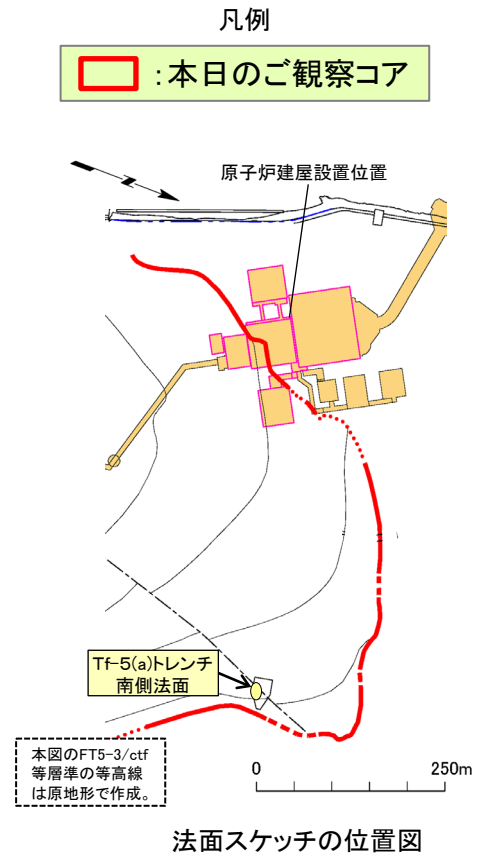 凡例
：本日のご観察コア
原子炉建屋設置位置
Tf-5(a)トレンチ
南側法面
本図のFT5-3/ctf
等層準の等高線
は原地形で作成。
0 250m
法面スケッチの位置図